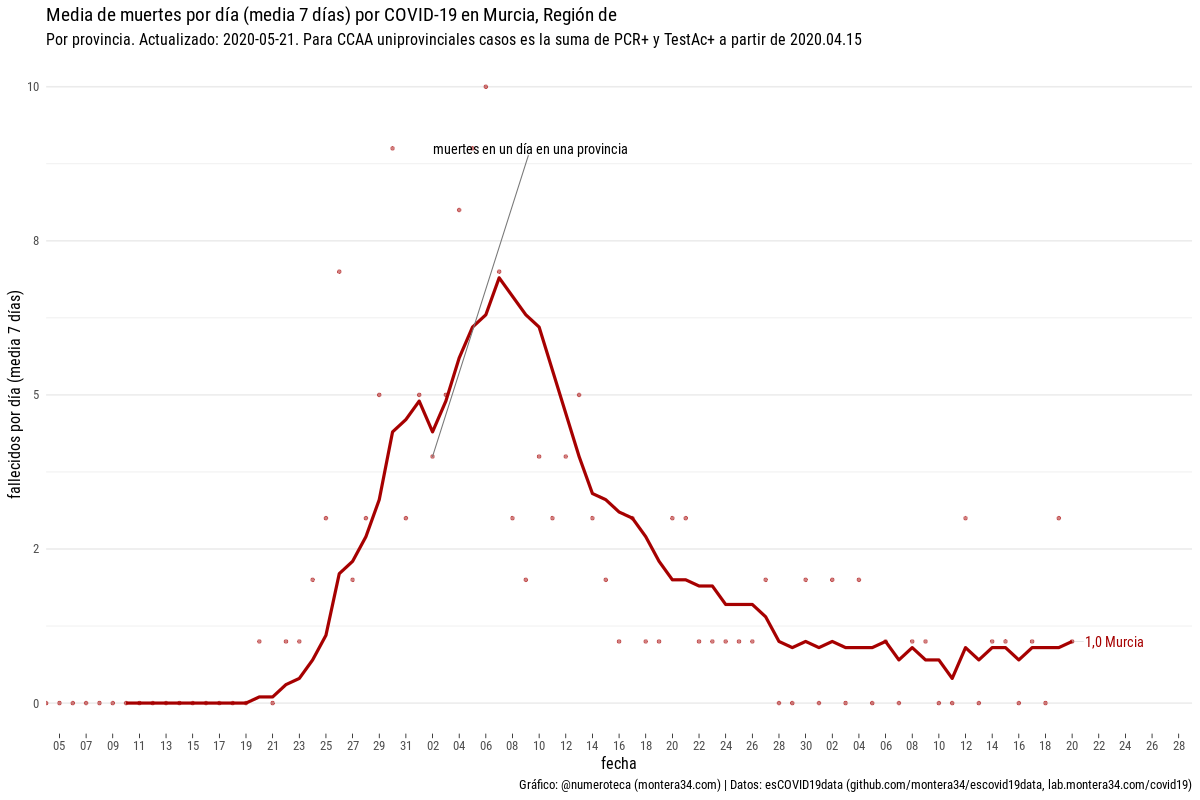 Media de muertes por día (media 7 días) por COVID-19 en Murcia, Región de
Por provincia. Actualizado: 2020-05-21. Para CCAA uniprovinciales casos es la suma de PCR+ y TestAc+ a partir de 2020.04.15
fallecidos por día (media 7 días)
10
8
5
2
0
muertes en un día en una provincia
1,0 Murcia
05 07 09 11 13 15 17 19 21 23 25 27 29 31 02 04 06 08 10 12 14 16 18 20 22 24 26 28 30 02 04 06 08 10 12 14 16 18 20 22 24 26 28
fecha
Gráfico: @numeroteca (montera34.com) | Datos: esCOVID19data (github.com/montera34/escovid19data, lab.montera34.com/covid19)